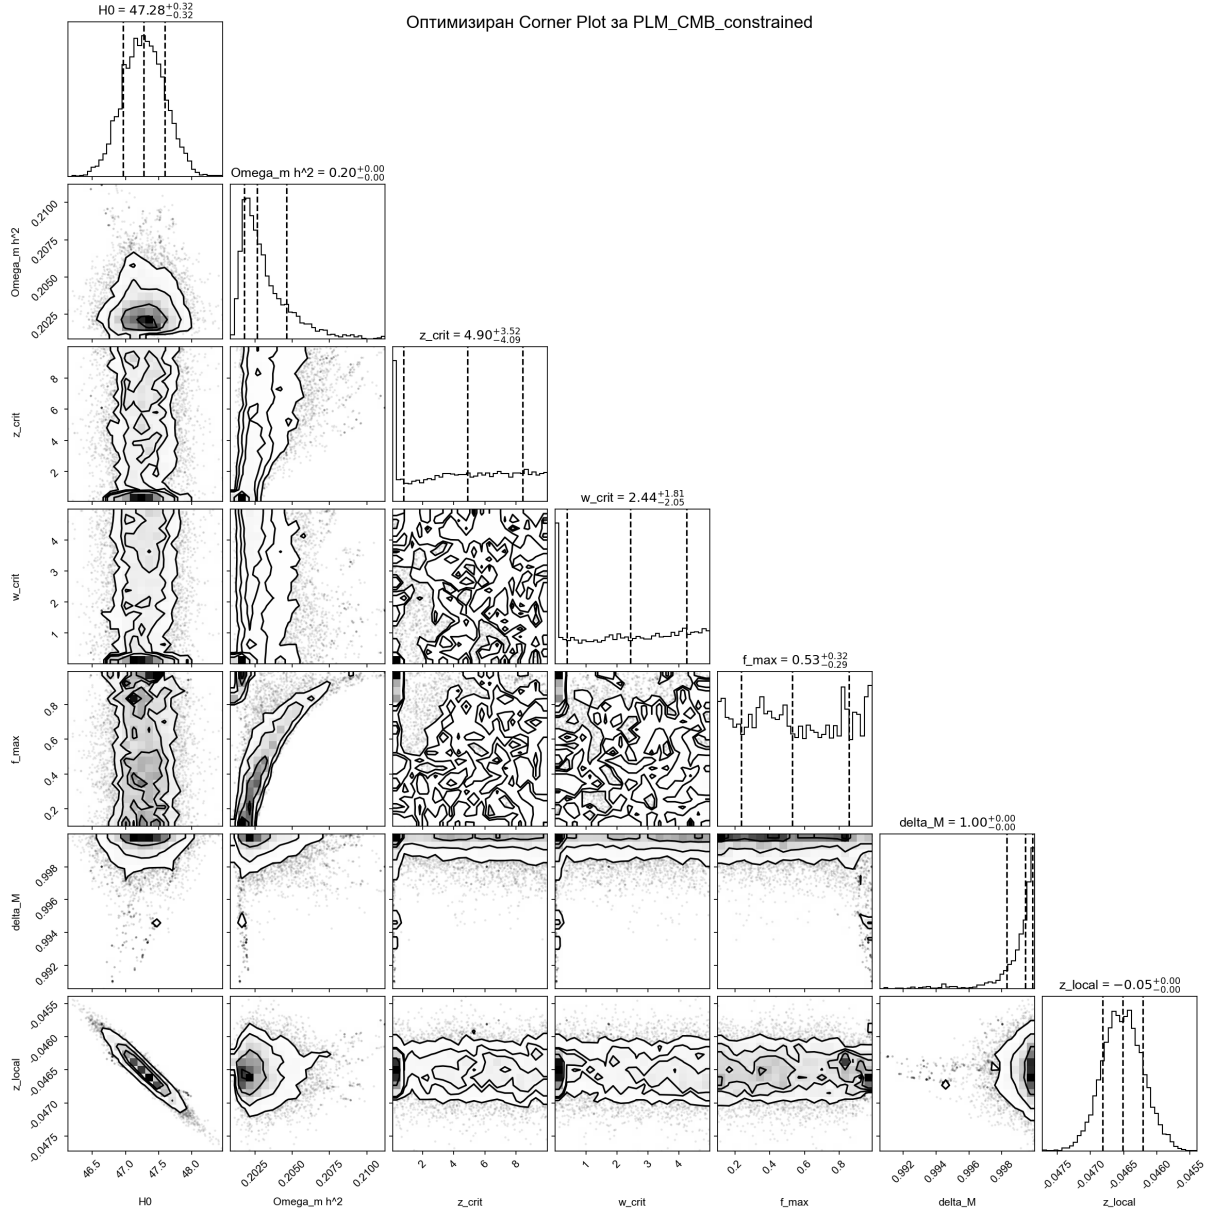 Оптимизиран Corner Plot за PLM_CMB_constrained
H0 = 47.28+0.32−0.32
Omega_m h^2 = 0.20+0.00−0.00
0.2100
0.2075
0.2050
0.2025
Omega_m h^2
z_crit = 4.90+3.52−4.09
8
6
4
2
z_crit
w_crit = 2.44+1.81−2.05
4
3
2
1
w_crit
f_max = 0.53+0.32−0.29
0.8
0.6
0.4
0.2
f_max
delta_M = 1.00+0.00−0.00
0.998
0.996
0.994
0.992
delta_M
z_local = −0.05+0.00−0.00
-0.0455
-0.0460
-0.0465
-0.0470
-0.0475
z_local
46.5 47.0 47.5 48.0 0.2025 0.2050 0.2075 0.2100 2 4 6 8 1 2 3 4 0.2 0.4 0.6 0.8 0.992 0.994 0.996 0.998 -0.0475 -0.0470 -0.0465 -0.0460 -0.0455
H0 Omega_m h^2 z_crit w_crit f_max delta_M z_local